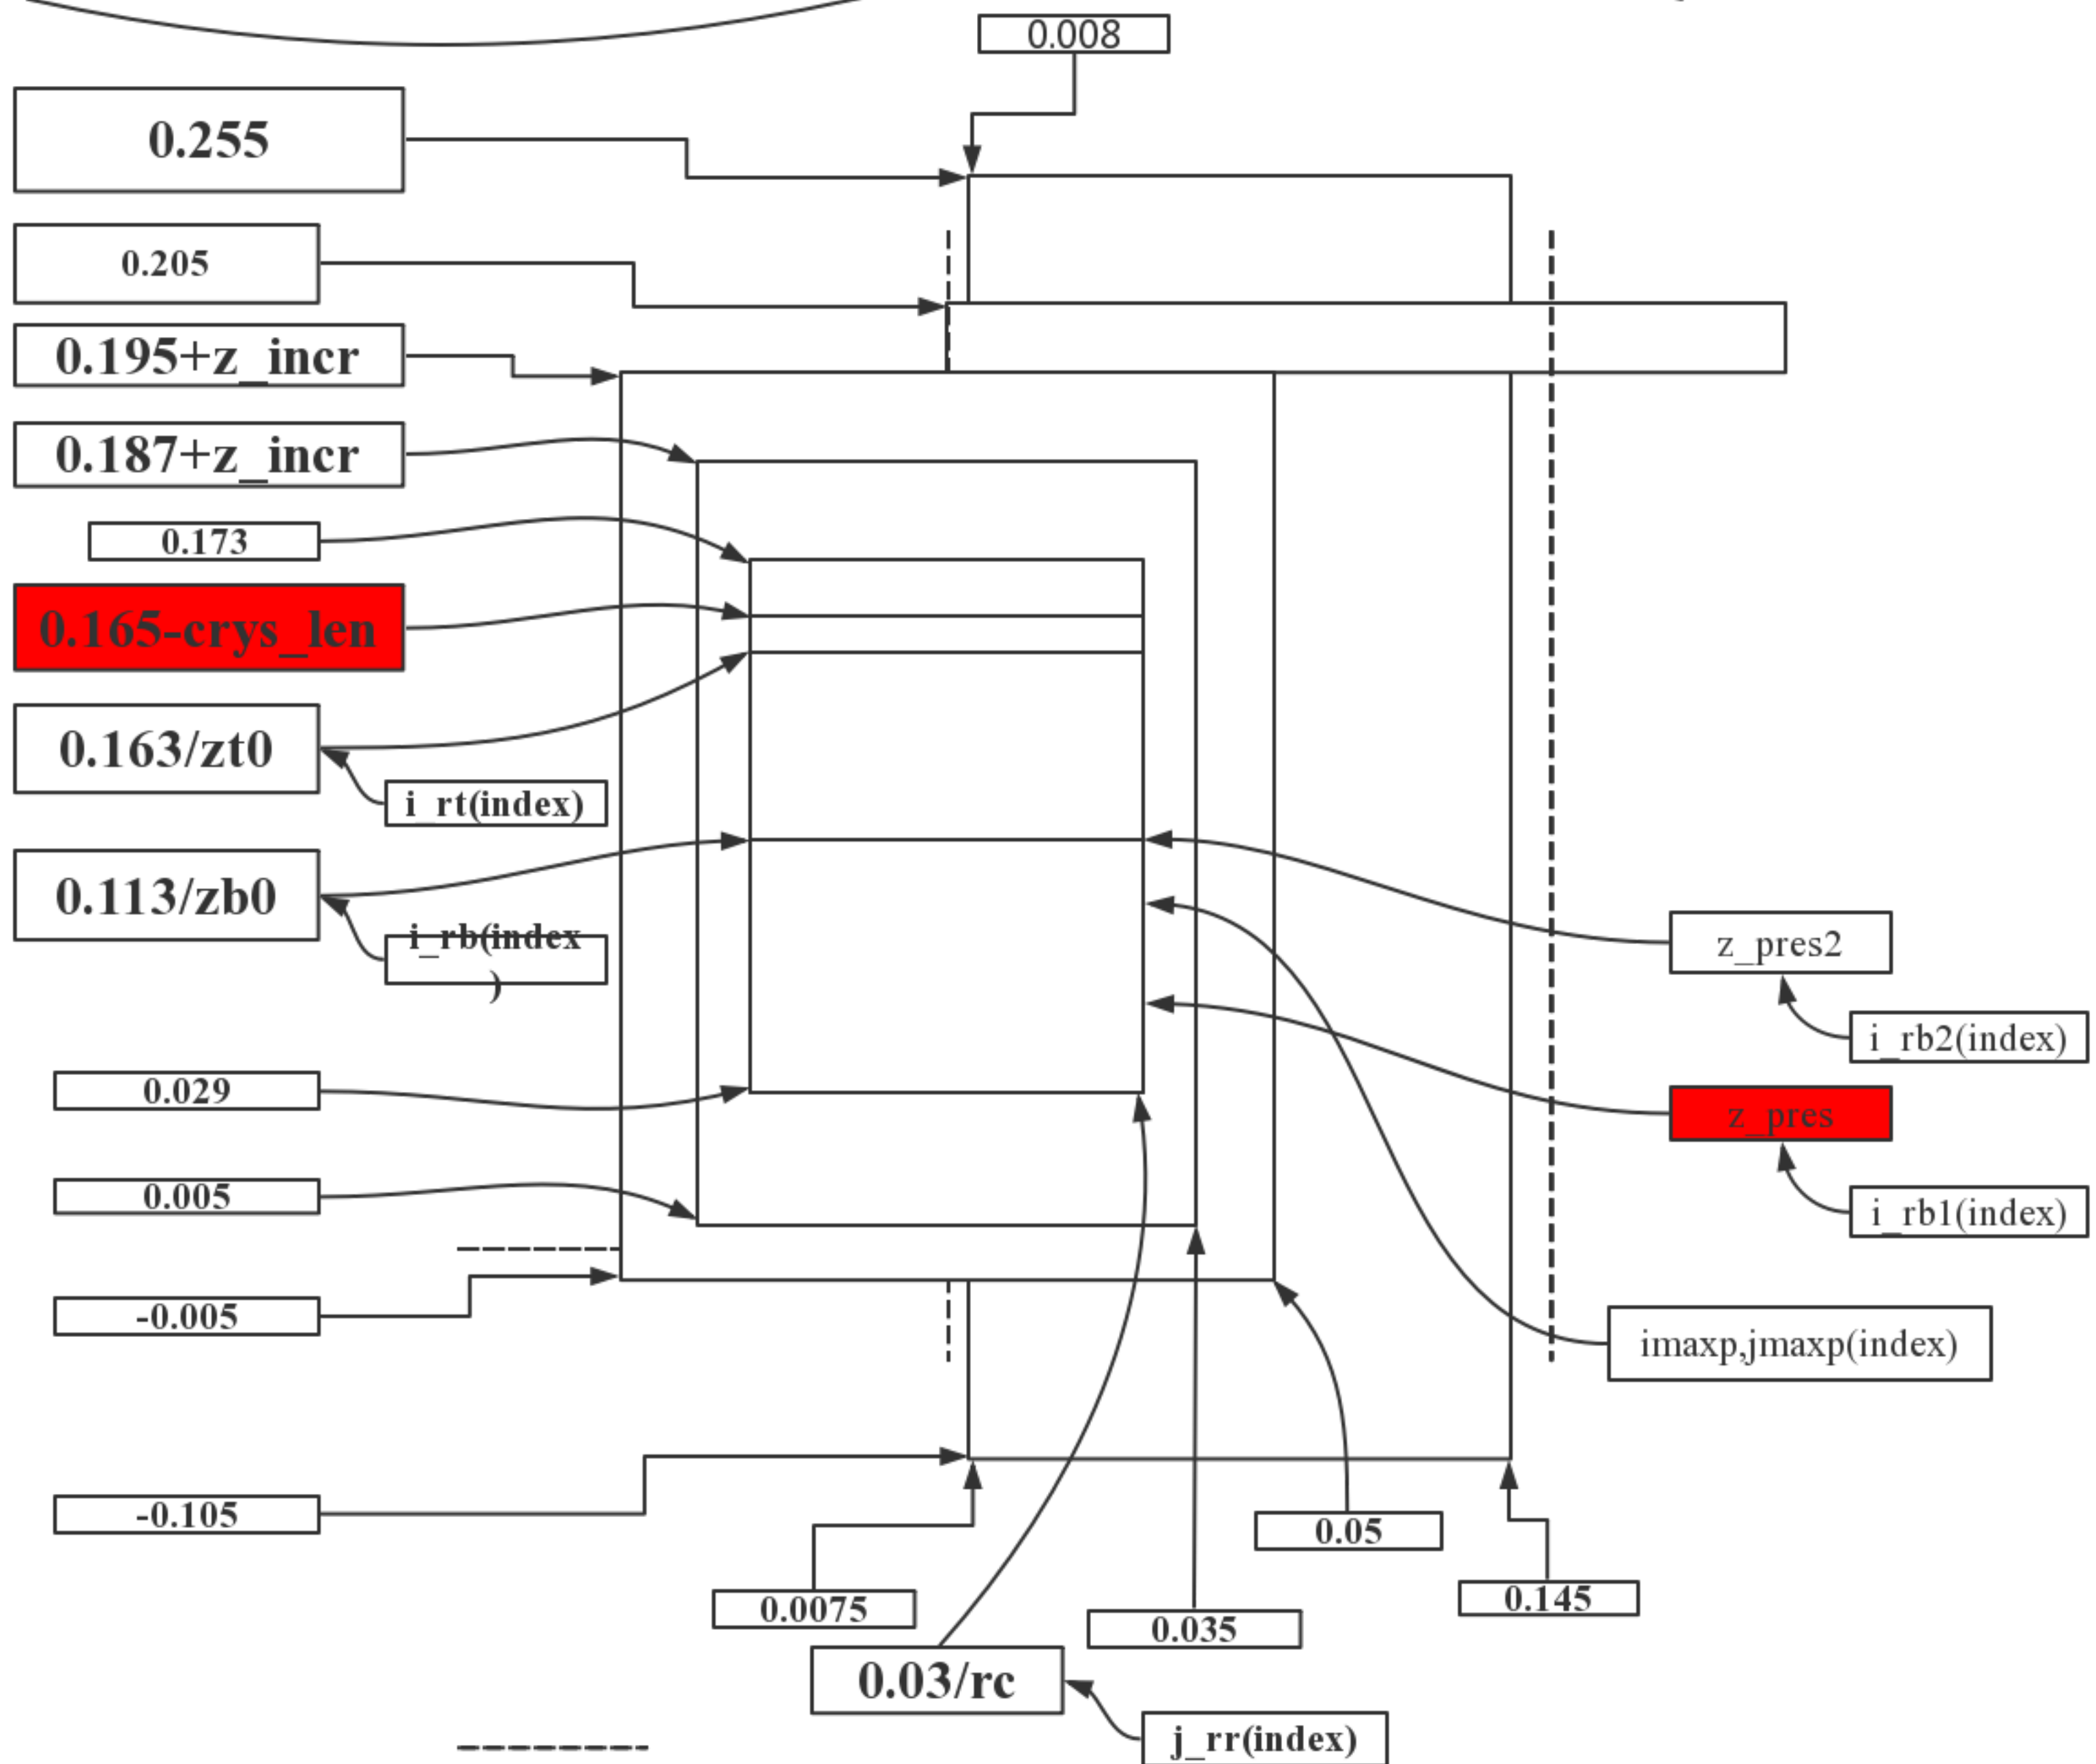 0.008
0.255
0.205
0.195+z_incr
0.187+z_incr
0.173
0.165-crys_len
0.163/zt0
i_rt(index)
0.113/zb0
i_rb(index
)
z_pres2
i_rb2(index)
0.029
z_pres
0.005
i_rb1(index)
-0.005
imaxp,jmaxp(index)
-0.105
0.05
0.0075
0.035
0.145
0.03/rc
j_rr(index)